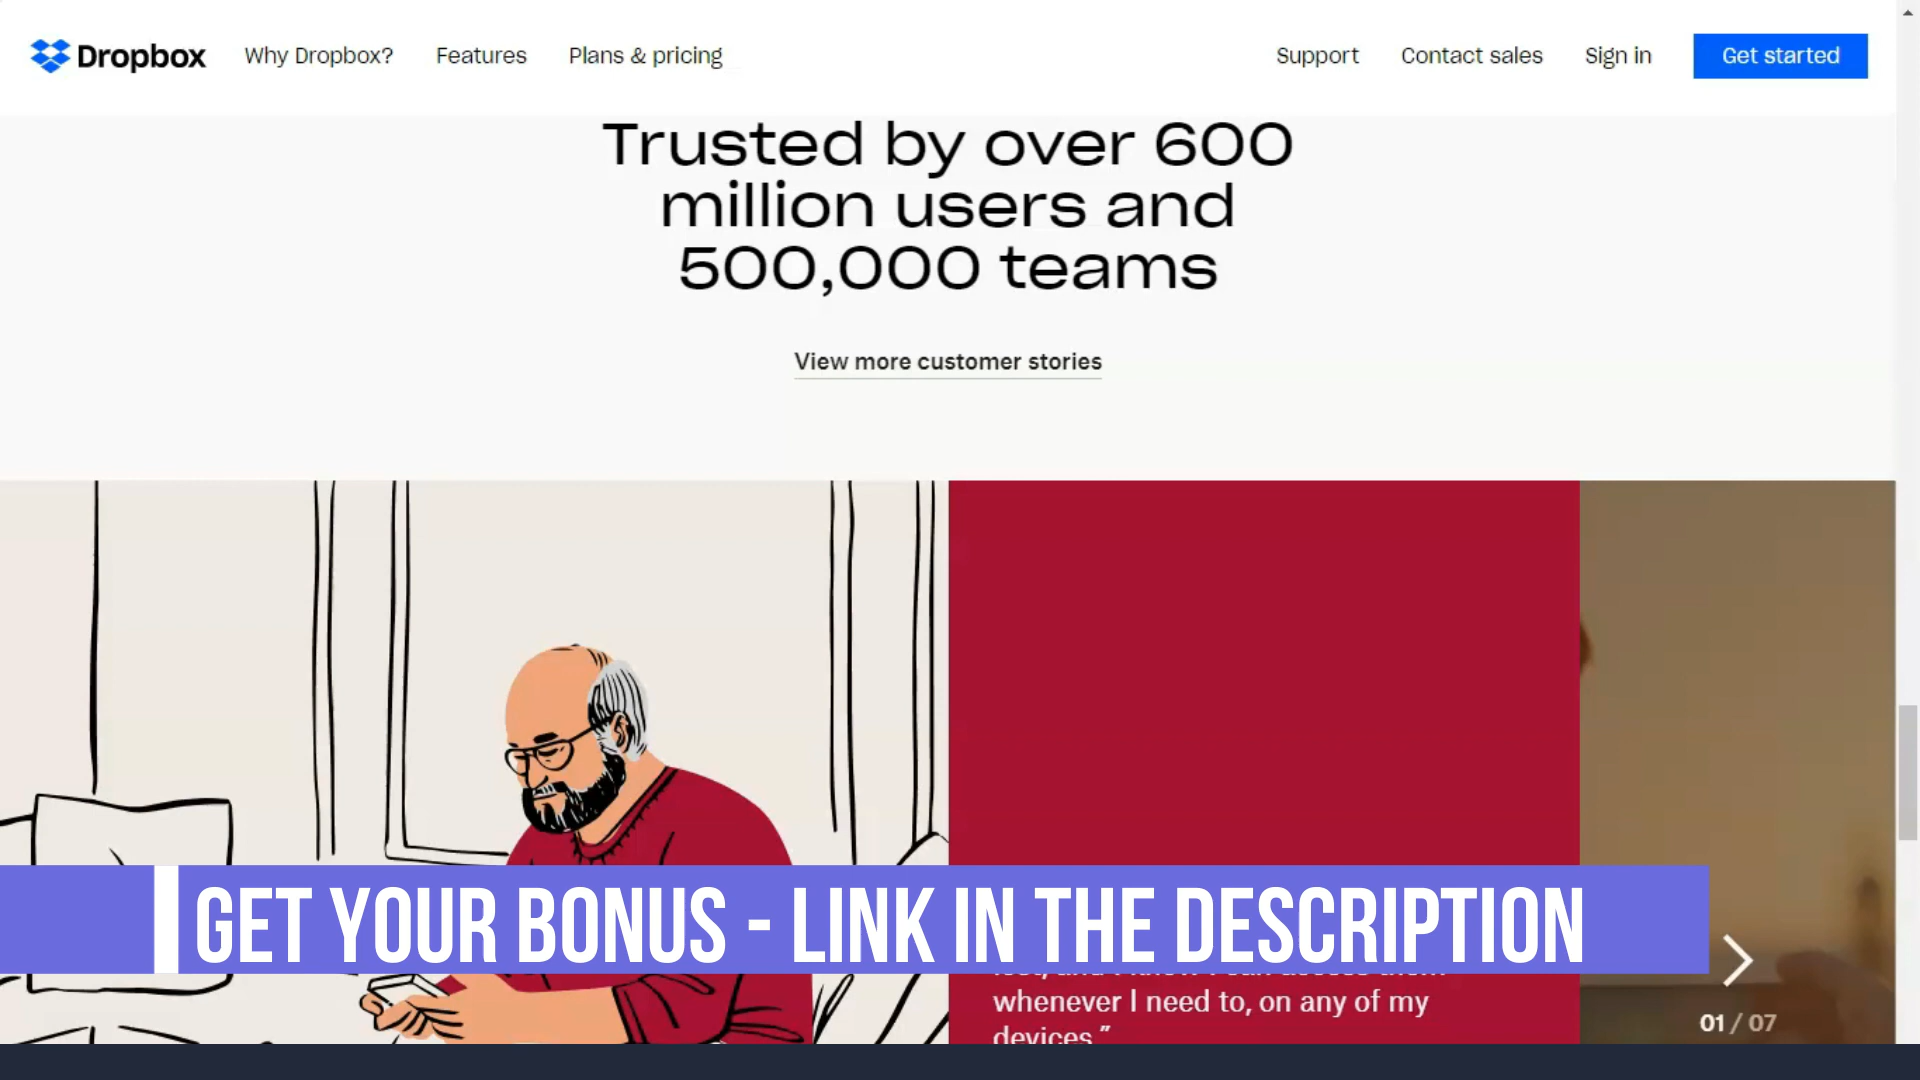 Dropbox
Why Dropbox?
Features
Plans & pricing
Support
Contact sales
Sign in
Get started
Trusted by over 600
million users and
500,000 teams
View more customer stories
GET YOUR BONUS - LINK IN THE DESCRIPTION
whenever I need to, on any of my
devices.”
01 / 07